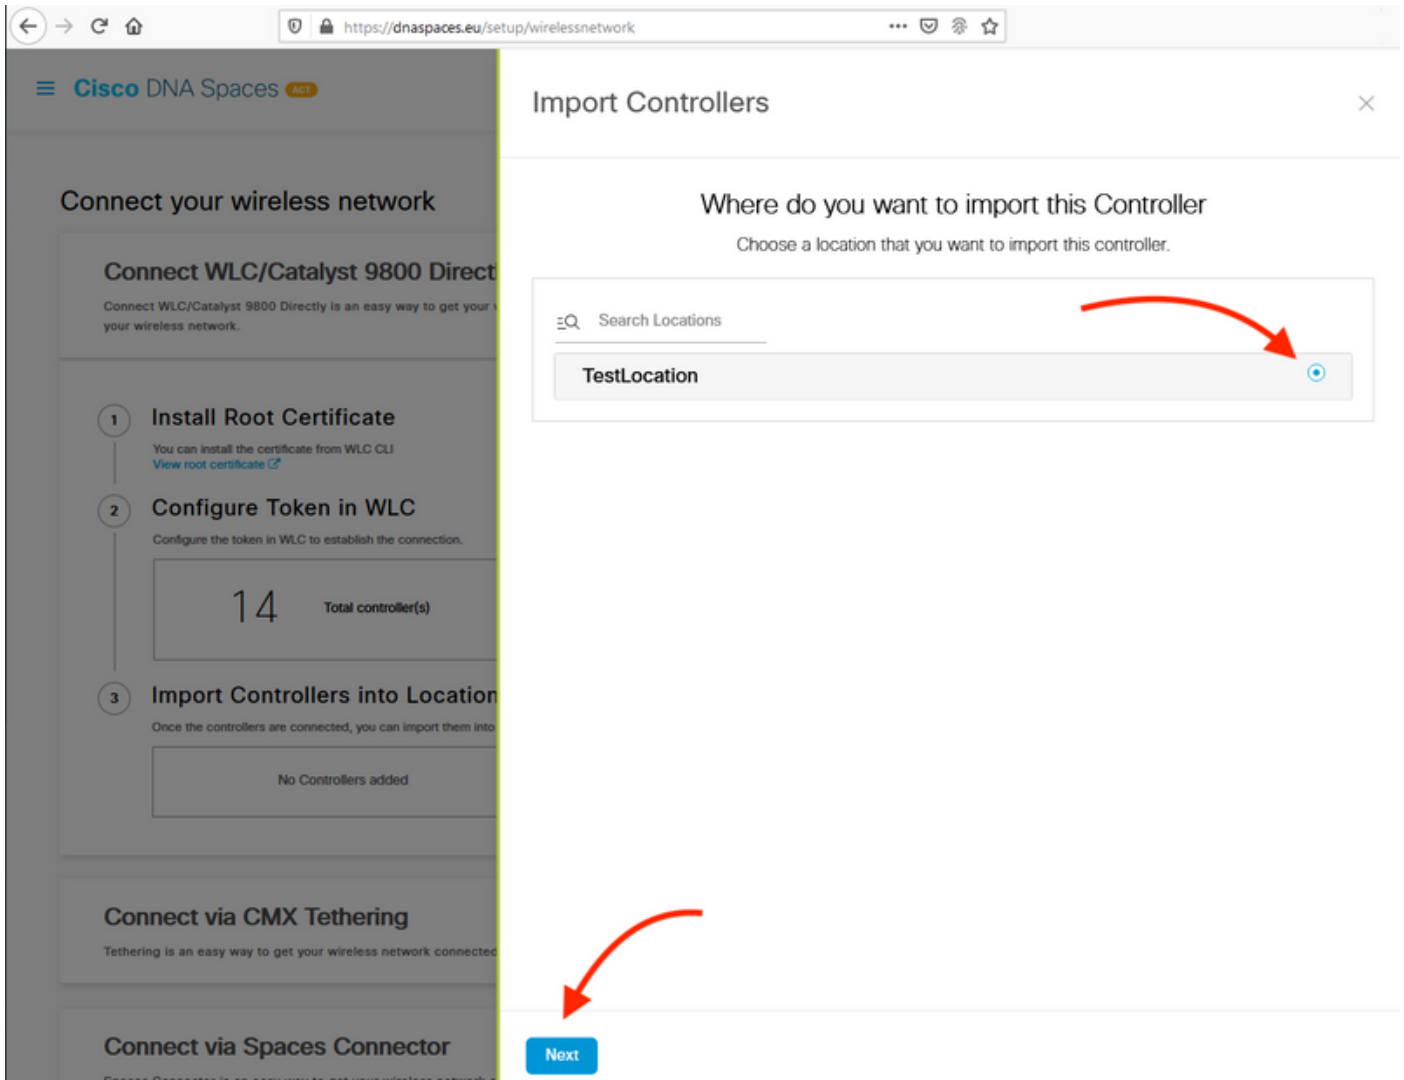 https://dnaspaces.eu/setup/wirelessnetwork
Cisco DNA Spaces ACT
Connect your wireless network
Connect WLC/Catalyst 9800 Directl
Connect WLC/Catalyst 9800 Directly is an easy way to get your
your wireless network.
1 Install Root Certificate
You can install the certificate from WLC CLI
View root certificate
2 Configure Token in WLC
Configure the token in WLC to establish the connection.
14 Total controller(s)
3 Import Controllers into Location
Once the controllers are connected, you can import them into
No Controllers added
Connect via CMX Tethering
Tethering is an easy way to get your wireless network connected
Connect via Spaces Connector
Import Controllers
Where do you want to import this Controller
Choose a location that you want to import this controller.
Search Locations
TestLocation
Next